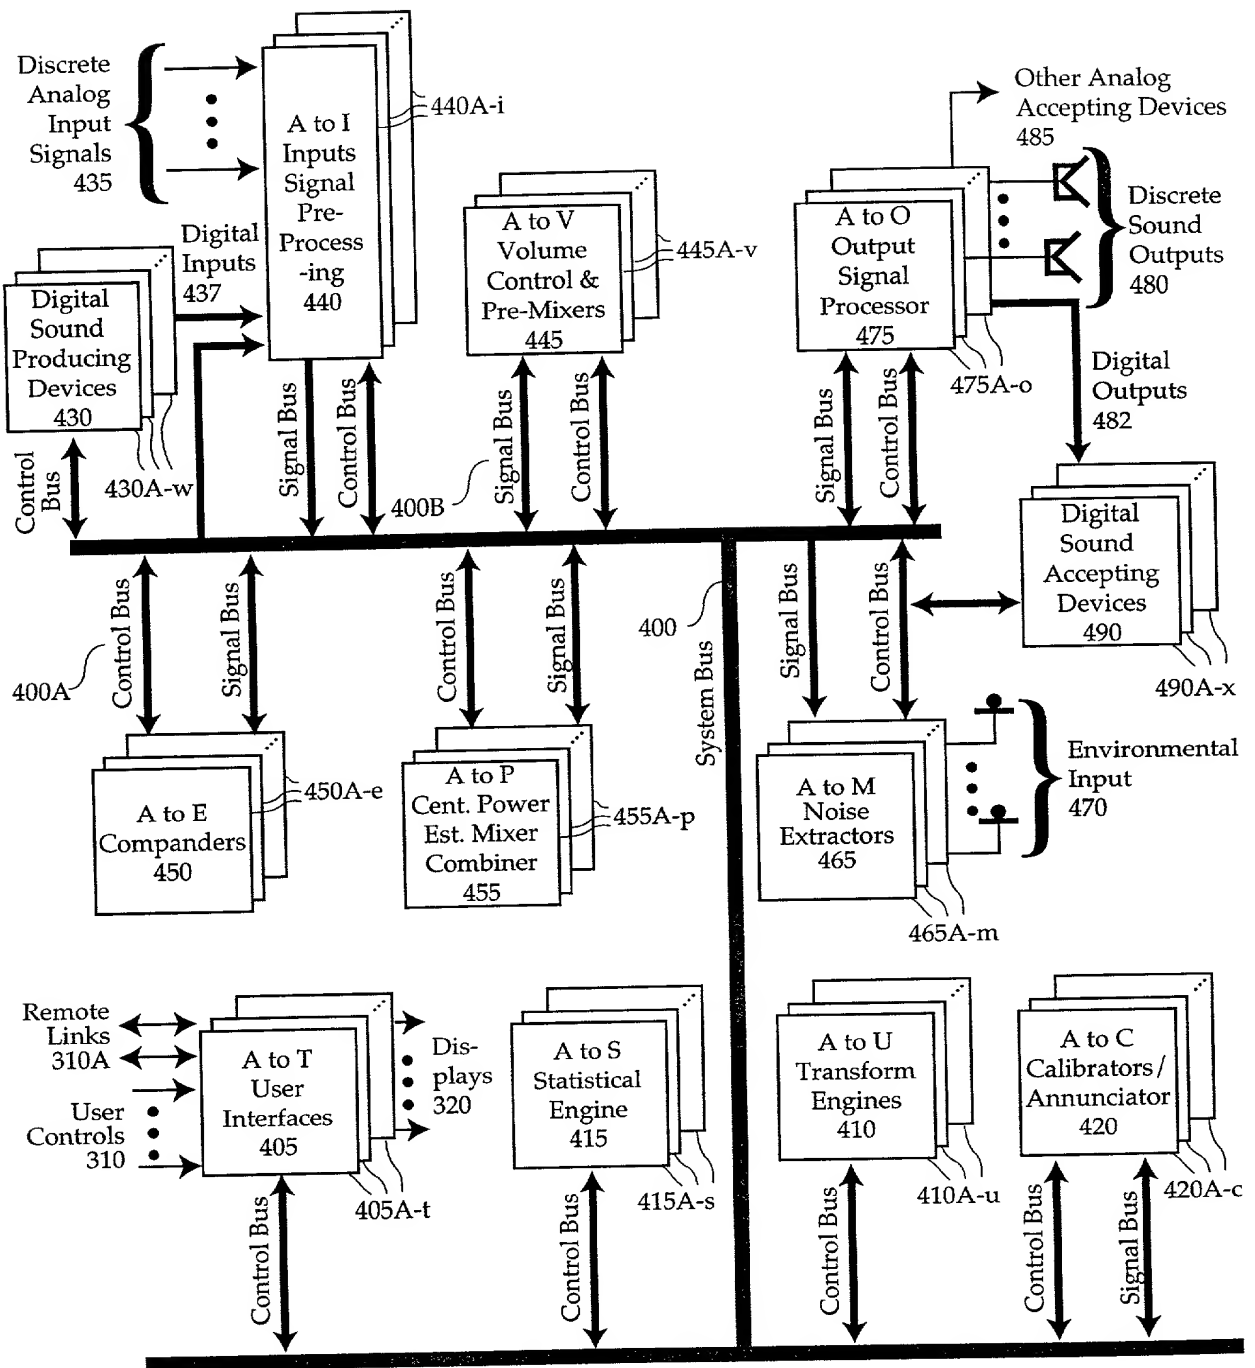 Discrete
Analog
Input
Signals
435
A to I
Inputs
Signal
Pre-
Process
-ing
440
440A-i
Digital
Inputs
437
Digital
Sound
Producing
Devices
430
430A-w
Control
Bus
Signal Bus
Control Bus
A to V
Volume
Control &
Pre-Mixers
445
445A-v
400B
Signal Bus
Control Bus
A to O
Output
Signal
Processor
475
475A-o
Other Analog
Accepting Devices
485
Discrete
Sound
Outputs
480
Digital
Outputs
482
Signal Bus
Control Bus
Digital
Sound
Accepting
Devices
490
490A-x
400A
Control Bus
Signal Bus
Control Bus
Signal Bus
400
System Bus
Signal Bus
Control Bus
A to E
Companders
450
450A-e
A to P
Cent. Power
Est. Mixer
Combiner
455
455A-p
A to M
Noise
Extractors
465
465A-m
Environmental
Input
470
Remote
Links
310A
User
Controls
310
A to T
User
Interfaces
405
405A-t
Dis-
plays
320
Control Bus
A to S
Statistical
Engine
415
415A-s
Control Bus
A to U
Transform
Engines
410
410A-u
Control Bus
A to C
Calibrators/
Annunciator
420
420A-c
Control Bus
Signal Bus